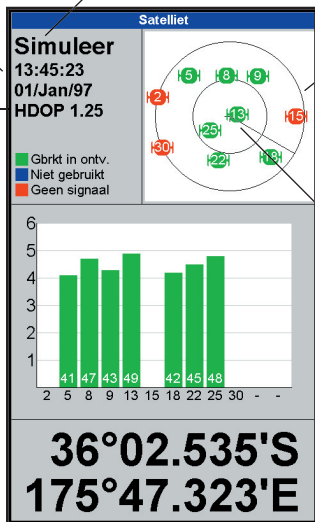 Satelliet
Simuleer
13:45:23
01/Jan/97
HDOP 1.25
Gbrkt in ontv.
Niet gebruikt
Geen signaal
5 8 9
2
13
15
25
30
22
18
6
5
4
3
2
1
41 47 43 49 42 45 48
2 5 8 9 13 15 18 22 25 30 - -
36°02.535'S
175°47.323'E